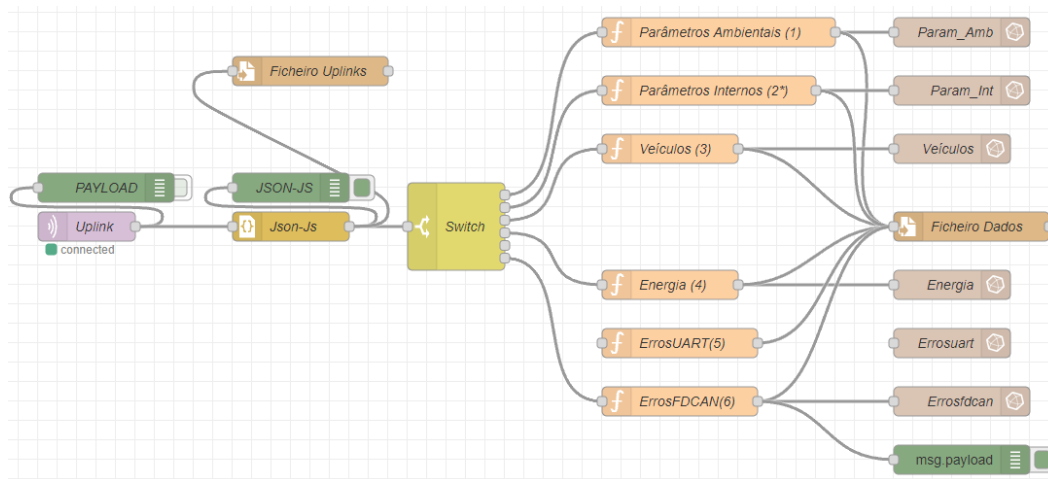 Parâmetros Ambientais (1)
Param_Amb
Ficheiro Uplinks
Parâmetros Internos (2*)
Param_Int
Veículos (3)
Veículos
PAYLOAD
JSON-JS
Uplink
Json-Js
Switch
Ficheiro Dados
connected
Energia (4)
Energia
ErrosUART(5)
Errosuart
ErrosFDCAN(6)
Errosfdcan
msg.payload